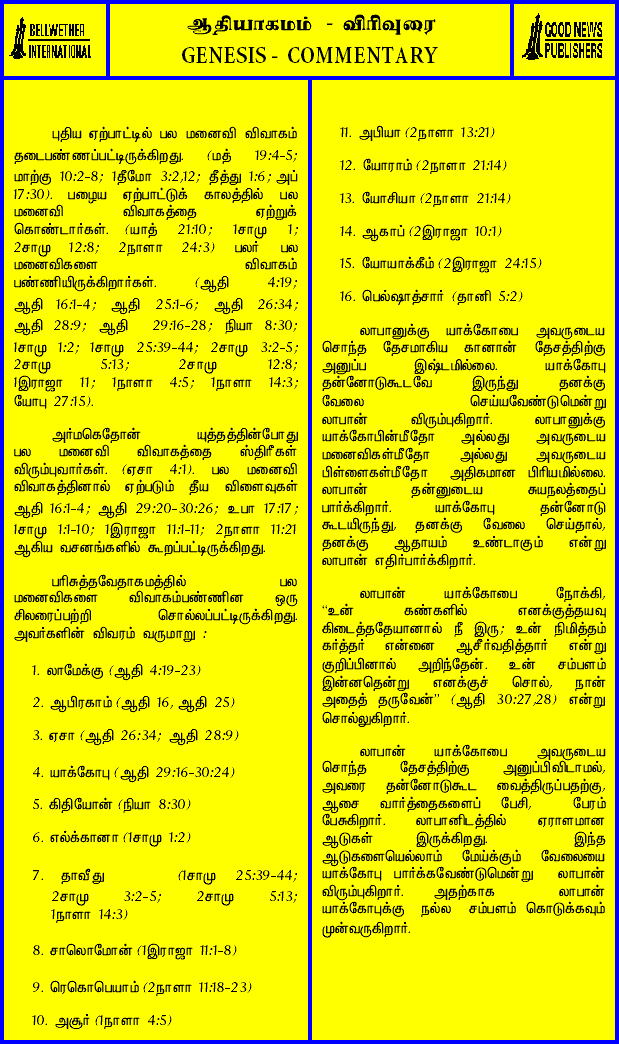 BELLWETHER
INTERNATIONAL
ஆதியாகமம் - விரிவுரை
GENESIS - COMMENTARY
GOOD NEWS
PUBLISHERS
புதிய ஏற்பாட்டில் பல மனைவி விவாகம்
தடைபண்ணப்பட்டிருக்கிறது. (மத் 19:4-5;
மாற்கு 10:2-8; 1தீமோ 3:2,12; தீத்து 1:6; அப்
17:30). பழைய ஏற்பாட்டுக் காலத்தில் பல
மனைவி விவாகத்தை ஏற்றுக்
கொண்டார்கள். (யாத் 21:10; 1சாமு 1;
2சாமு 12:8; 2நாளா 24:3) பலர் பல
மனைவிகளை விவாகம்
பண்ணியிருக்கிறார்கள். (ஆதி 4:19;
ஆதி 16:1-4; ஆதி 25:1-6; ஆதி 26:34;
ஆதி 28:9; ஆதி 29:16-28; நியா 8:30;
1சாமு 1:2; 1சாமு 25:39-44; 2சாமு 3:2-5;
2சாமு 5:13; 2சாமு 12:8;
1இராஜா 11; 1நாளா 4:5; 1நாளா 14:3;
யோபு 27:15).
அர்மகெதோன் யுத்தத்தின்போது
பல மனைவி விவாகத்தை ஸ்திரீகள்
விரும்புவார்கள். (ஏசா 4:1). பல மனைவி
விவாகத்தினால் ஏற்படும் தீய விளைவுகள்
ஆதி 16:1-4; ஆதி 29:20-30:26; உபா 17:17;
1சாமு 1:1-10; 1இராஜா 11:1-11; 2நாளா 11:21
ஆகிய வசனங்களில் கூறப்பட்டிருக்கிறது.
பரிசுத்தவேதாகமத்தில் பல
மனைவிகளை விவாகம்பண்ணின ஒரு
சிலரைப்பற்றி சொல்லப்பட்டிருக்கிறது.
அவர்களின் விவரம் வருமாறு :
1. லாமேக்கு (ஆதி 4:19-23)
2. ஆபிரகாம் (ஆதி 16, ஆதி 25)
3. ஏசா (ஆதி 26:34; ஆதி 28:9)
4. யாக்கோபு (ஆதி 29:16-30:24)
5. கிதியோன் (நியா 8:30)
6. எல்க்கானா (1சாமு 1:2)
7. தாவீது (1சாமு 25:39-44;
2சாமு 3:2-5; 2சாமு 5:13;
1நாளா 14:3)
8. சாலொமோன் (1இராஜா 11:1-8)
9. ரெகொபெயாம் (2நாளா 11:18-23)
10. அசூர் (1நாளா 4:5)
11. அபியா (2நாளா 13:21)
12. யோராம் (2நாளா 21:14)
13. யோசியா (2நாளா 21:14)
14. ஆகாப் (2இராஜா 10:1)
15. யோயாக்கீம் (2இராஜா 24:15)
16. பெல்ஷாத்சார் (தானி 5:2)
லாபானுக்கு யாக்கோபை அவருடைய
சொந்த தேசமாகிய கானான் தேசத்திற்கு
அனுப்ப இஷ்டமில்லை. யாக்கோபு
தன்னோடுகூடவே இருந்து தனக்கு
வேலை செய்யவேண்டுமென்று
லாபான் விரும்புகிறார். லாபானுக்கு
யாக்கோபின்மீதோ அல்லது அவருடைய
மனைவிகள்மீதோ அல்லது அவருடைய
பிள்ளைகள்மீதோ அதிகமான பிரியமில்லை.
லாபான் தன்னுடைய சுயநலத்தைப்
பார்க்கிறார். யாக்கோபு தன்னோடு
கூடயிருந்து, தனக்கு வேலை செய்தால்,
தனக்கு ஆதாயம் உண்டாகும் என்று
லாபான் எதிர்பார்க்கிறார்.
லாபான் யாக்கோபை நோக்கி,
"உன் கண்களில் எனக்குத்தயவு
கிடைத்ததேயானால் நீ இரு; உன் நிமித்தம்
கர்த்தர் என்னை ஆசீர்வதித்தார் என்று
குறிப்பினால் அறிந்தேன். உன் சம்பளம்
இன்னதென்று எனக்குச் சொல், நான்
அதைத் தருவேன்" (ஆதி 30:27,28) என்று
சொல்லுகிறார்.
லாபான் யாக்கோபை அவருடைய
சொந்த தேசத்திற்கு அனுப்பிவிடாமல்,
அவரை தன்னோடுகூட வைத்திருப்பதற்கு,
ஆசை வார்த்தைகளைப் பேசி, பேரம்
பேசுகிறார். லாபானிடத்தில் ஏராளமான
ஆடுகள் இருக்கிறது. இந்த
ஆடுகளையெல்லாம் மேய்க்கும் வேலையை
யாக்கோபு பார்க்கவேண்டுமென்று லாபான்
விரும்புகிறார். அதற்காக லாபான்
யாக்கோபுக்கு நல்ல சம்பளம் கொடுக்கவும்
முன்வருகிறார்.